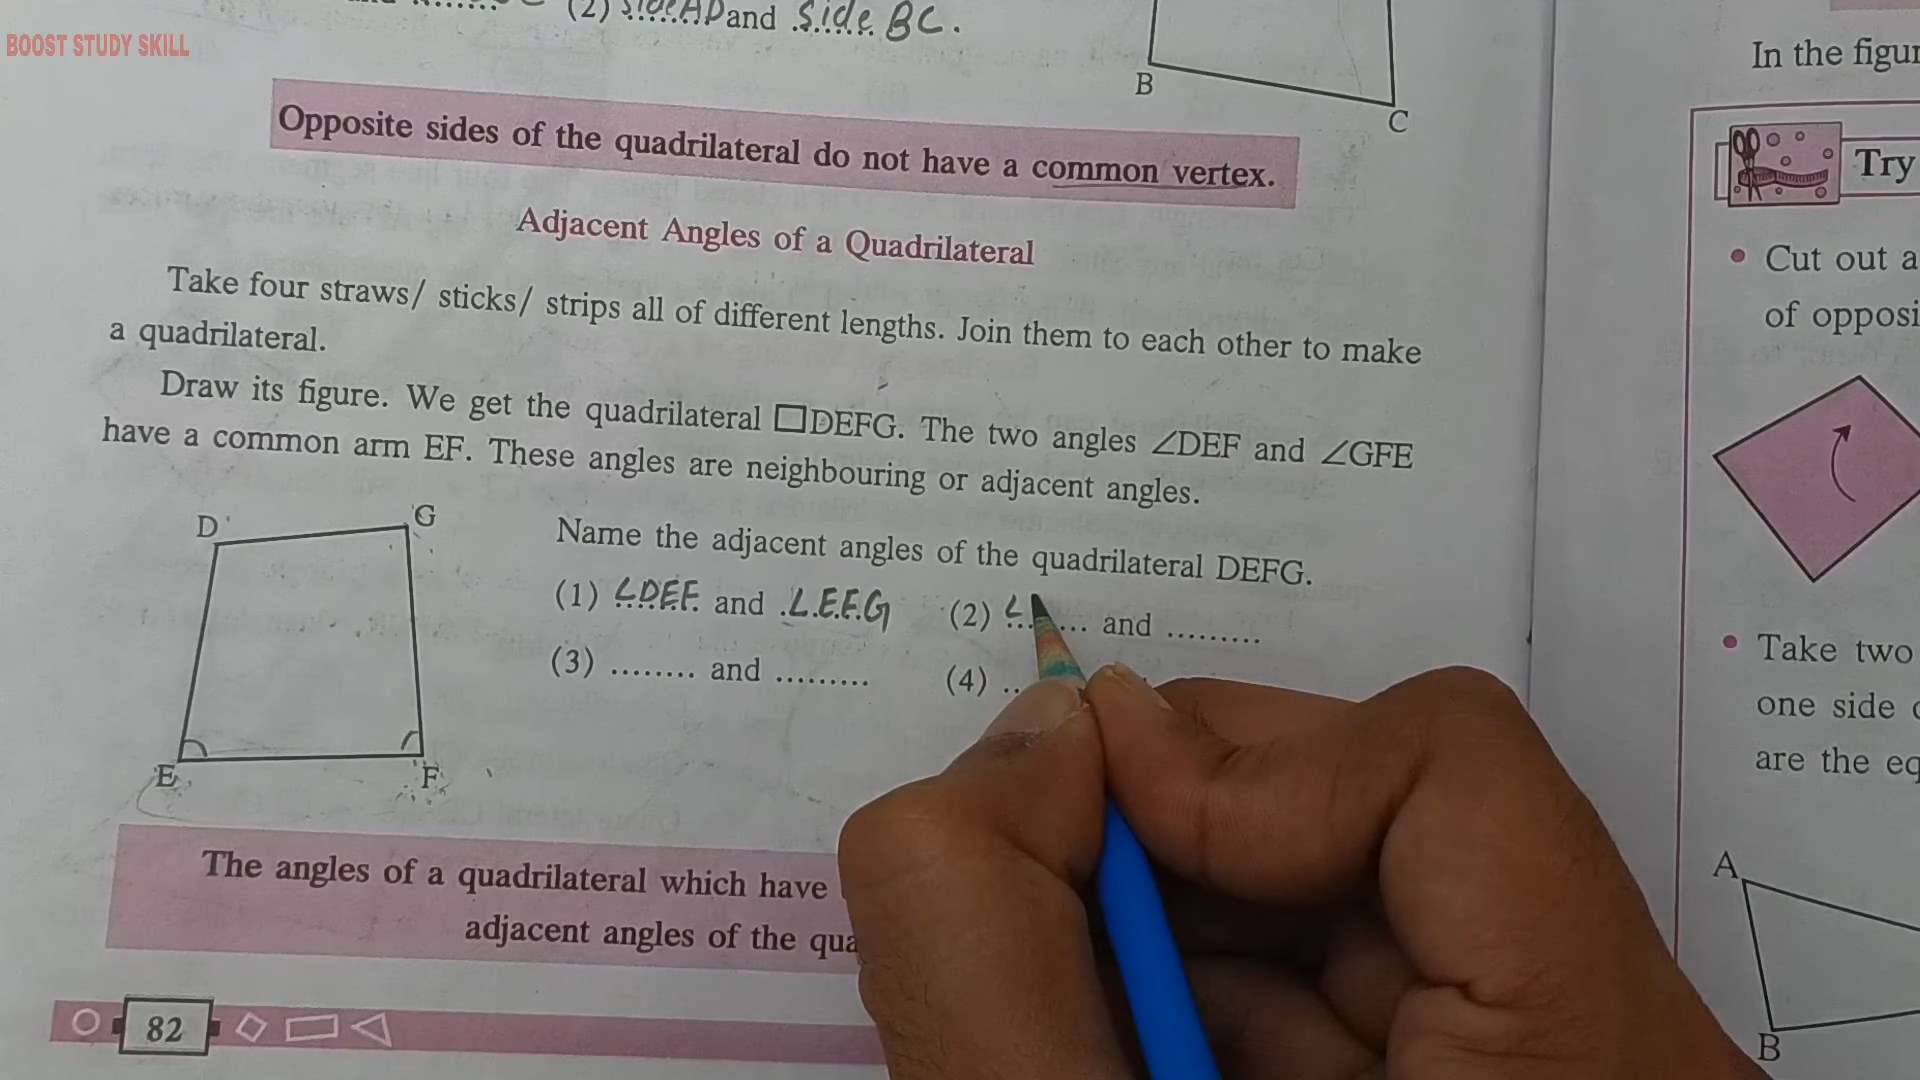 BOOST STUDY SKILL
(2) Side AD and Side BC.
B
C
Opposite sides of the quadrilateral do not have a common vertex.
Adjacent Angles of a Quadrilateral
Take four straws/ sticks/ strips all of different lengths. Join them to each other to make
a quadrilateral.
Draw its figure. We get the quadrilateral □DEFG. The two angles ∠DEF and ∠GFE
have a common arm EF. These angles are neighbouring or adjacent angles.
D
G
E
F
Name the adjacent angles of the quadrilateral DEFG.
(1) ∠DEF and ∠EFG (2) ∠........ and .........
(3) ........ and ......... (4) ..
The angles of a quadrilateral which have
adjacent angles of the
82
In the
Try
• Cut out a
of
• Take two
one side
are the
A
B